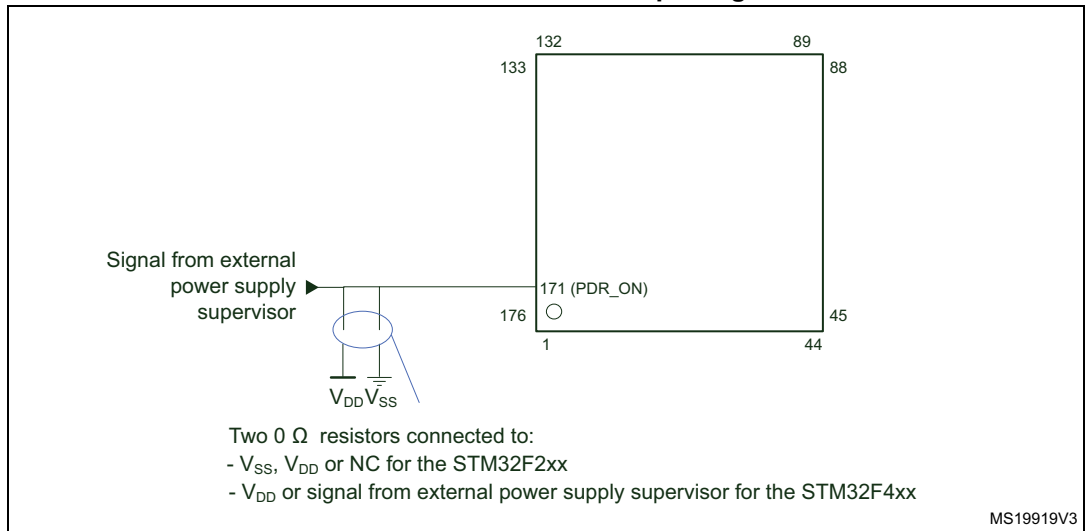 132
89
133
88
Signal from external
power supply
supervisor
171 (PDR_ON)
176
45
1
44
VDD VSS
Two 0 Ω resistors connected to:
- VSS, VDD or NC for the STM32F2xx
- VDD or signal from external power supply supervisor for the STM32F4xx
MS19919V3